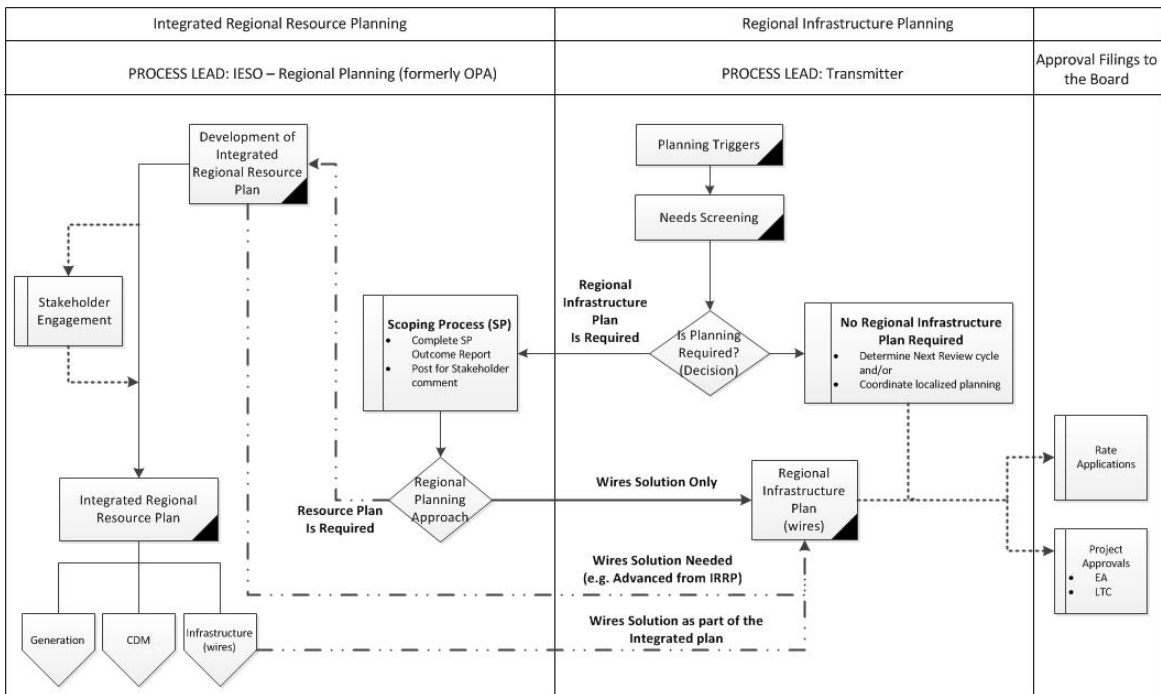 Integrated Regional Resource Planning
Regional Infrastructure Planning
PROCESS LEAD: IESO – Regional Planning (formerly OPA)
PROCESS LEAD: Transmitter
Approval Filings to
the Board
Development of
Integrated
Regional Resource
Plan
Planning Triggers
Needs Screening
Stakeholder
Engagement
Regional
Infrastructure
Plan
Is Required
Scoping Process (SP)
• Complete SP
Outcome Report
• Post for Stakeholder
comment
Is Planning
Required?
(Decision)
No Regional Infrastructure
Plan Required
• Determine Next Review cycle
and/or
• Coordinate localized planning
Rate
Applications
Integrated Regional
Resource Plan
Resource Plan
Is Required
Regional
Planning
Approach
Wires Solution Only
Regional
Infrastructure
Plan
(wires)
Project
Approvals
• EA
• LTC
Wires Solution Needed
(e.g. Advanced from IRRP)
Wires Solution as part of the
Integrated plan
Generation
CDM
Infrastructure
(wires)